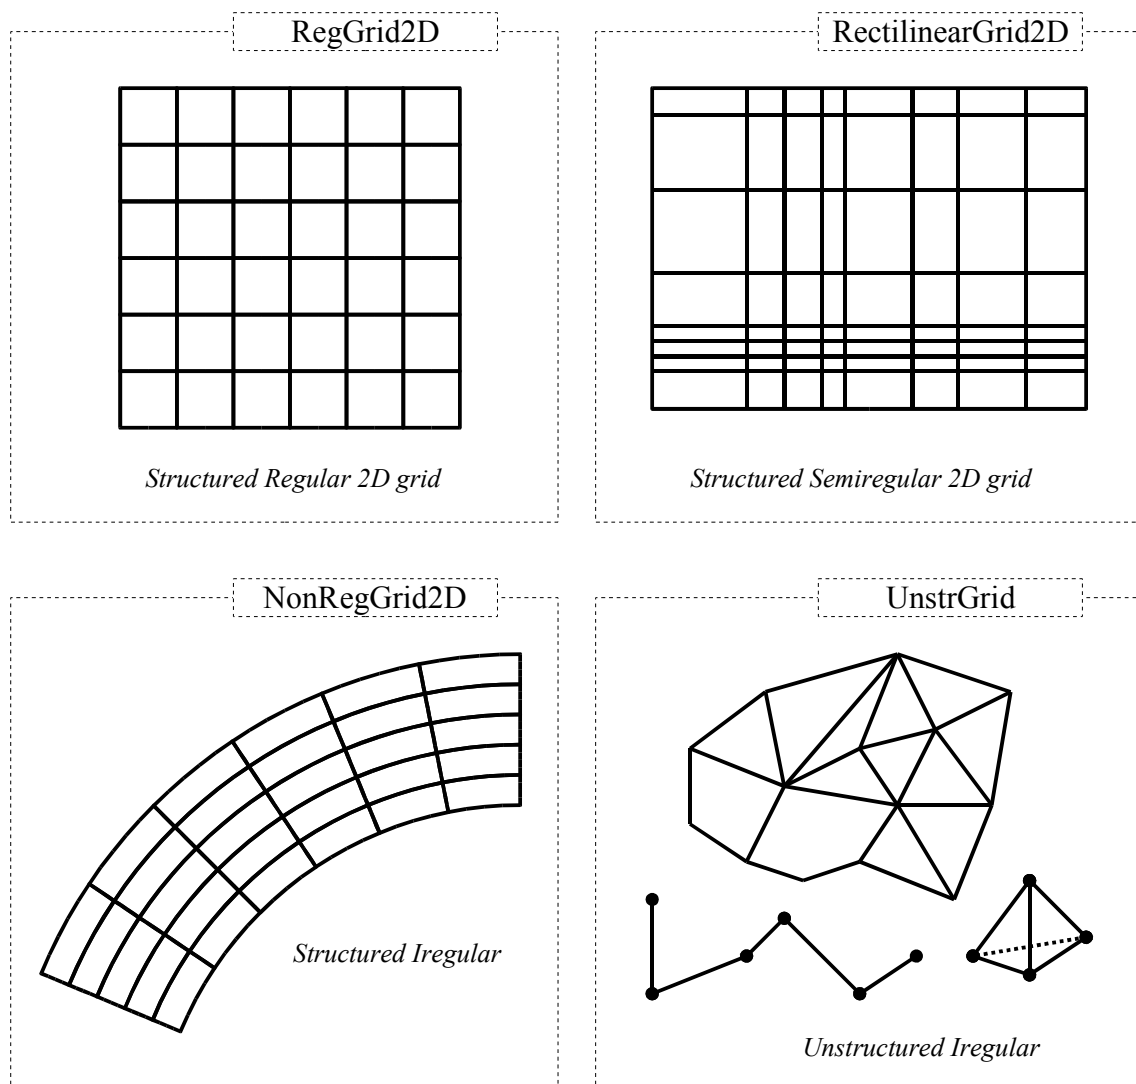 RegGrid2D
RectilinearGrid2D
Structured Regular 2D grid
Structured Semiregular 2D grid
NonRegGrid2D
UnstrGrid
Structured Iregular
Unstructured Iregular